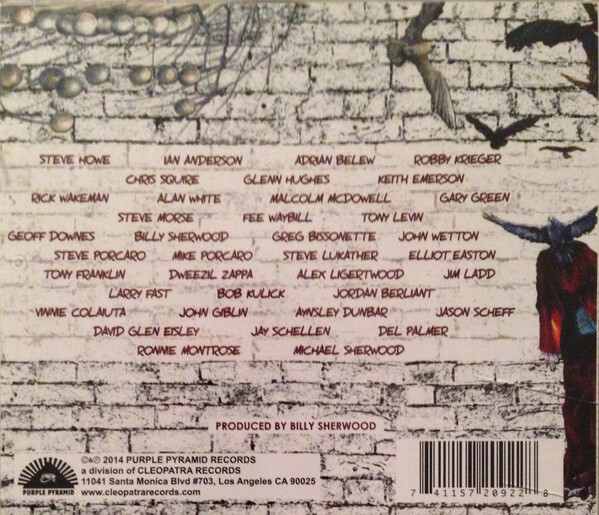 STEVE HOWE IAN ANDERSON ADRIAN BELEW ROBBY KRIEGER
CHRIS SQUIRE GLENN HUGHES KEITH EMERSON
RICK WAKEMAN ALAN WHITE MALCOLM MCDOWELL GARY GREEN
STEVE MORSE FEE WAYBILL TONY LEVIN
GEOFF DOWNES BILLY SHERWOOD GREG BISSONETTE JOHN WETTON
STEVE PORCARO MIKE PORCARO STEVE LUKATHER ELLIOT EASTON
TONY FRANKLIN DWEEZIL ZAPPA ALEX LIGERTWOOD JIM LADD
LARRY FAST BOB KULICK JORDAN BERLIANT
VINNIE COLAIUTA JOHN GIBLIN AYNSLEY DUNBAR JASON SCHEFF
DAVID GLEN EISLEY JAY SCHELLEN DEL PALMER
RONNIE MONTROSE MICHAEL SHERWOOD
PRODUCED BY BILLY SHERWOOD
PURPLE PYRAMID
©&℗ 2014 PURPLE PYRAMID RECORDS
a division of CLEOPATRA RECORDS
11041 Santa Monica Blvd #703, Los Angeles CA 90025
www.cleopatrarecords.com
7 41157 20922 8